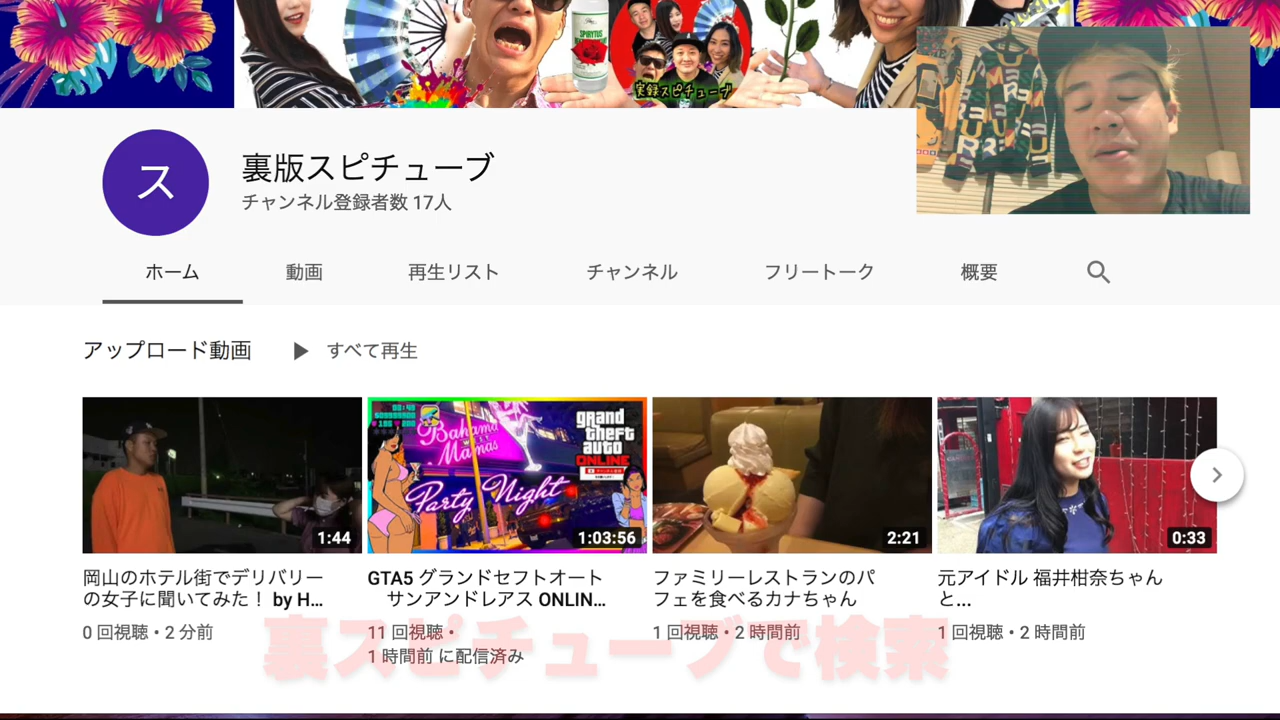 SPIRYTUS
実録スピチューブ
ス
裏版スピチューブ
チャンネル登録者数 17人
ホーム
動画
再生リスト
チャンネル
フリートーク
概要
アップロード動画
すべて再生
Bahama
Mamas
WEST
grand
theft
auto
ONLINE
Party Night
1:44
1:03:56
2:21
0:33
岡山のホテル街でデリバリー
の女子に聞いてみた！ by H...
GTA5 グランドセフトオート
サンアンドレアス ONLIN...
ファミリーレストランのパ
フェを食べるカナちゃん
元アイドル 福井柑奈ちゃん
と...
0 回視聴・2 分前
11 回視聴・
1 時間前 に配信済み
1 回視聴・2 時間前
1 回視聴・2 時間前
裏スピチューブで検索